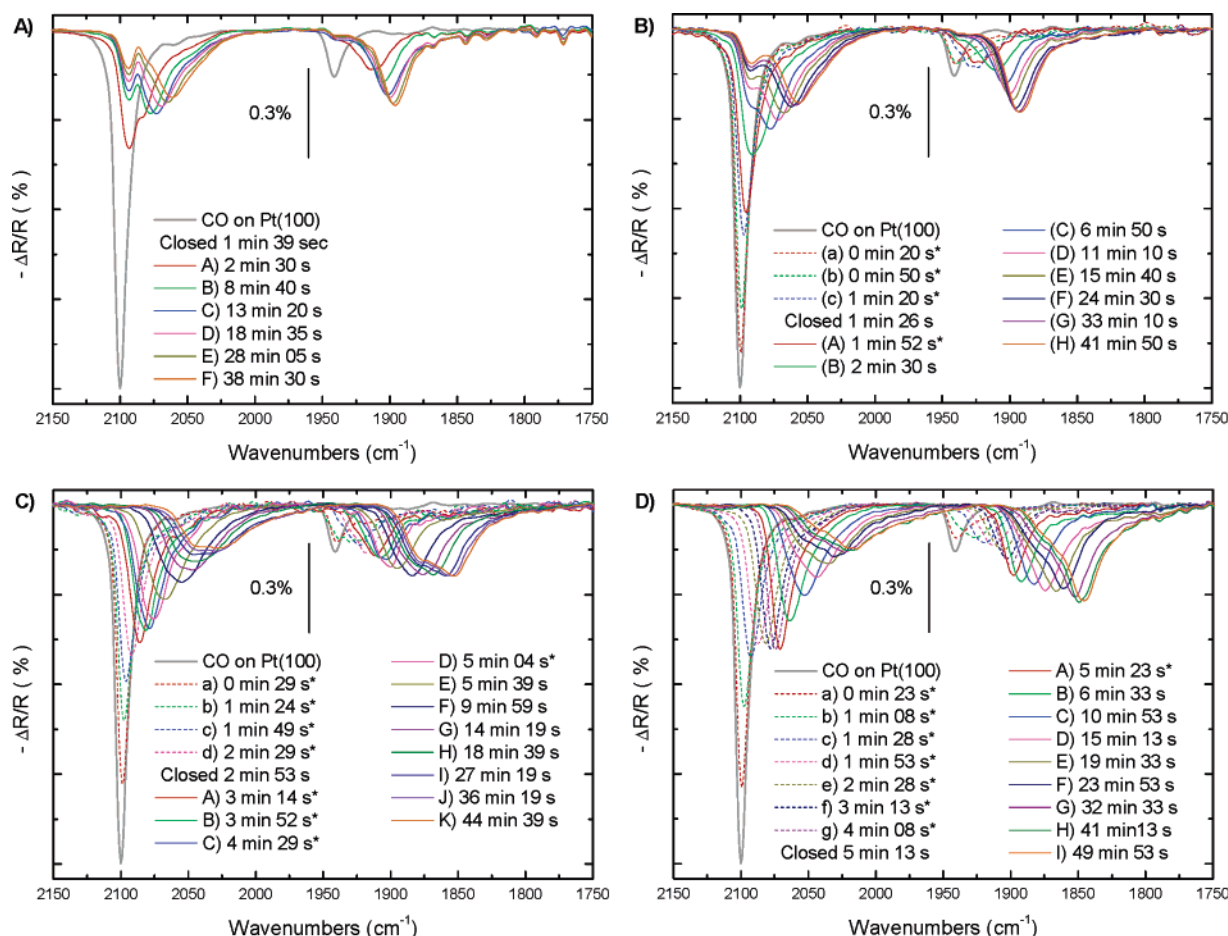 A)
- ΔR/R ( % )
0.3%
CO on Pt(100)
Closed 1 min 39 sec
A) 2 min 30 s
B) 8 min 40 s
C) 13 min 20 s
D) 18 min 35 s
E) 28 min 05 s
F) 38 min 30 s
2150 2100 2050 2000 1950 1900 1850 1800 1750
Wavenumbers (cm⁻¹)
B)
- ΔR/R ( % )
0.3%
CO on Pt(100)
(a) 0 min 20 s*
(b) 0 min 50 s*
(c) 1 min 20 s*
Closed 1 min 26 s
(A) 1 min 52 s*
(B) 2 min 30 s
(C) 6 min 50 s
(D) 11 min 10 s
(E) 15 min 40 s
(F) 24 min 30 s
(G) 33 min 10 s
(H) 41 min 50 s
2150 2100 2050 2000 1950 1900 1850 1800 1750
Wavenumbers (cm⁻¹)
C)
- ΔR/R ( % )
0.3%
CO on Pt(100)
a) 0 min 29 s*
b) 1 min 24 s*
c) 1 min 49 s*
d) 2 min 29 s*
Closed 2 min 53 s
A) 3 min 14 s*
B) 3 min 52 s*
C) 4 min 29 s*
D) 5 min 04 s*
E) 5 min 39 s
F) 9 min 59 s
G) 14 min 19 s
H) 18 min 39 s
I) 27 min 19 s
J) 36 min 19 s
K) 44 min 39 s
2150 2100 2050 2000 1950 1900 1850 1800 1750
Wavenumbers (cm⁻¹)
D)
- ΔR/R ( % )
0.3%
CO on Pt(100)
a) 0 min 23 s*
b) 1 min 08 s*
c) 1 min 28 s*
d) 1 min 53 s*
e) 2 min 28 s*
f) 3 min 13 s*
g) 4 min 08 s*
Closed 5 min 13 s
A) 5 min 23 s*
B) 6 min 33 s
C) 10 min 53 s
D) 15 min 13 s
E) 19 min 33 s
F) 23 min 53 s
G) 32 min 33 s
H) 41 min13 s
I) 49 min 53 s
2150 2100 2050 2000 1950 1900 1850 1800 1750
Wavenumbers (cm⁻¹)